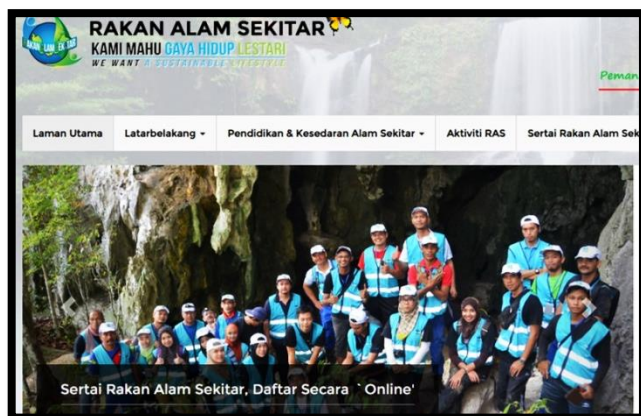 RAKAN ALAM SEKITAR
KAMI MAHU GAYA HIDUP LESTARI
WE WANT A SUSTAINABLE LIFESTYLE
Peman
Laman Utama
Latarbelakang
Pendidikan & Kesedaran Alam Sekitar
Aktiviti RAS
Sertai Rakan Alam Sek
Sertai Rakan Alam Sekitar, Daftar Secara `Online'